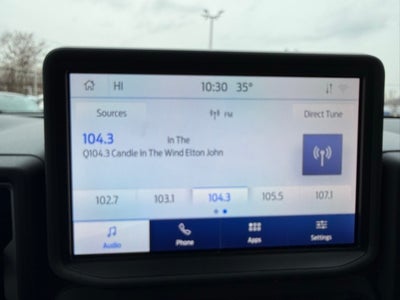 HI 10:30 35°
Sources FM Direct Tune
104.3 In The
Q104.3 Candle In The Wind Elton John
102.7 103.1 104.3 105.5 107.1
Audio Phone Apps Settings